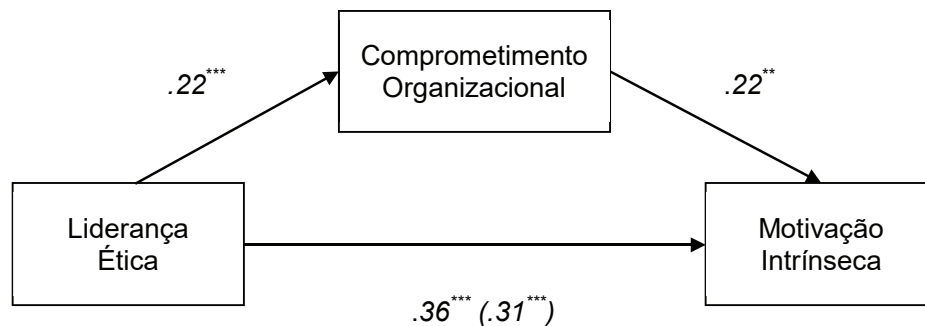 Comprometimento
Organizacional
.22***
.22**
Liderança
Ética
Motivação
Intrínseca
.36*** (.31***)